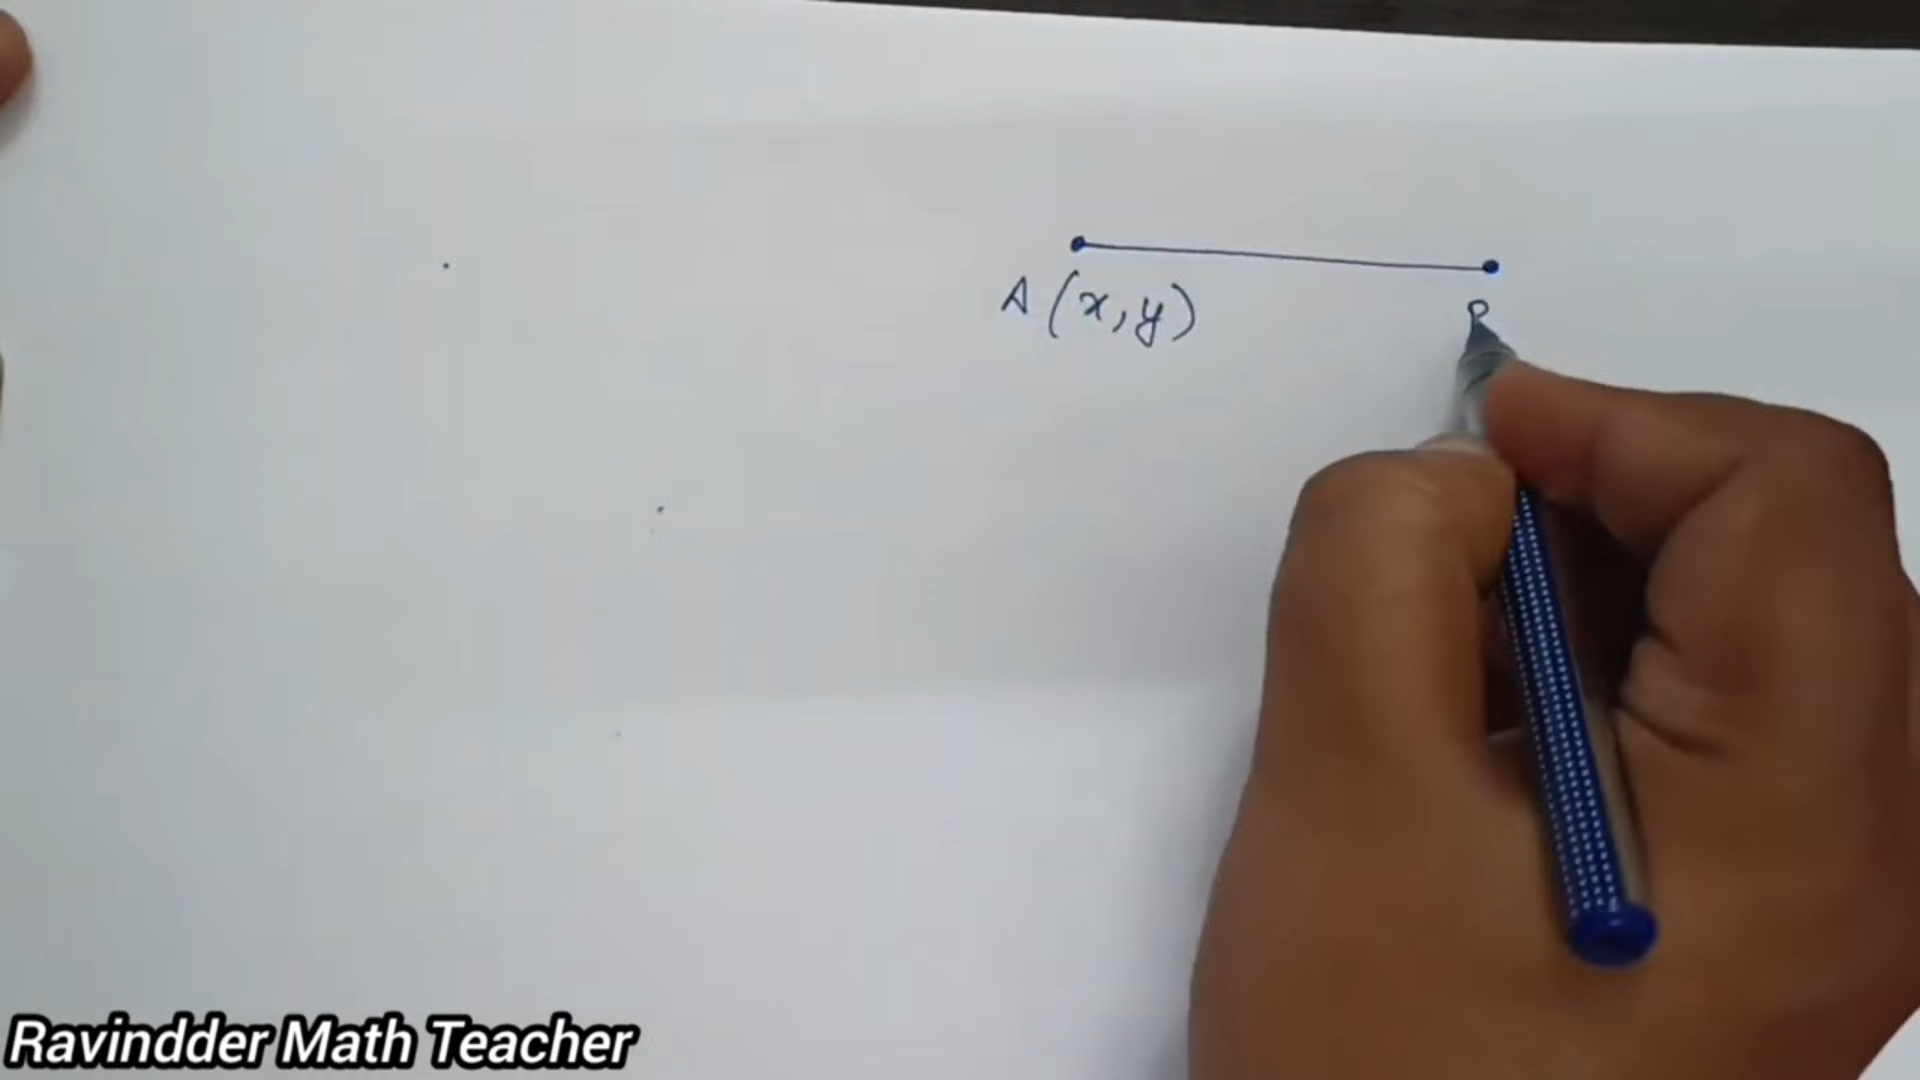 A (x, y)
Ravindder Math Teacher